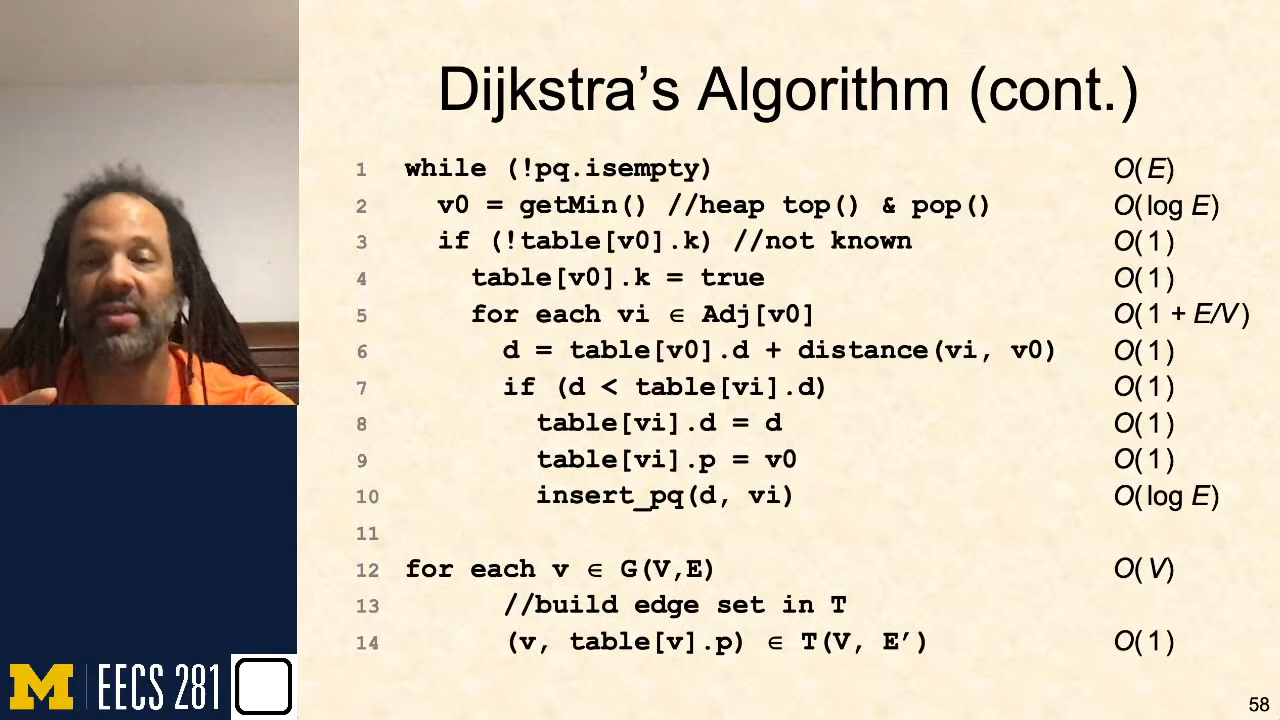 Dijkstra’s Algorithm (cont.)
1 while (!pq.isempty) O(E)
2 v0 = getMin() //heap top() & pop() O(log E)
3 if (!table[v0].k) //not known O(1)
4 table[v0].k = true O(1)
5 for each vi ∈ Adj[v0] O(1 + E/V)
6 d = table[v0].d + distance(vi, v0) O(1)
7 if (d < table[vi].d) O(1)
8 table[vi].d = d O(1)
9 table[vi].p = v0 O(1)
10 insert_pq(d, vi) O(log E)
11
12 for each v ∈ G(V,E) O(V)
13 //build edge set in T
14 (v, table[v].p) ∈ T(V, E’) O(1)
M EECS 281
58